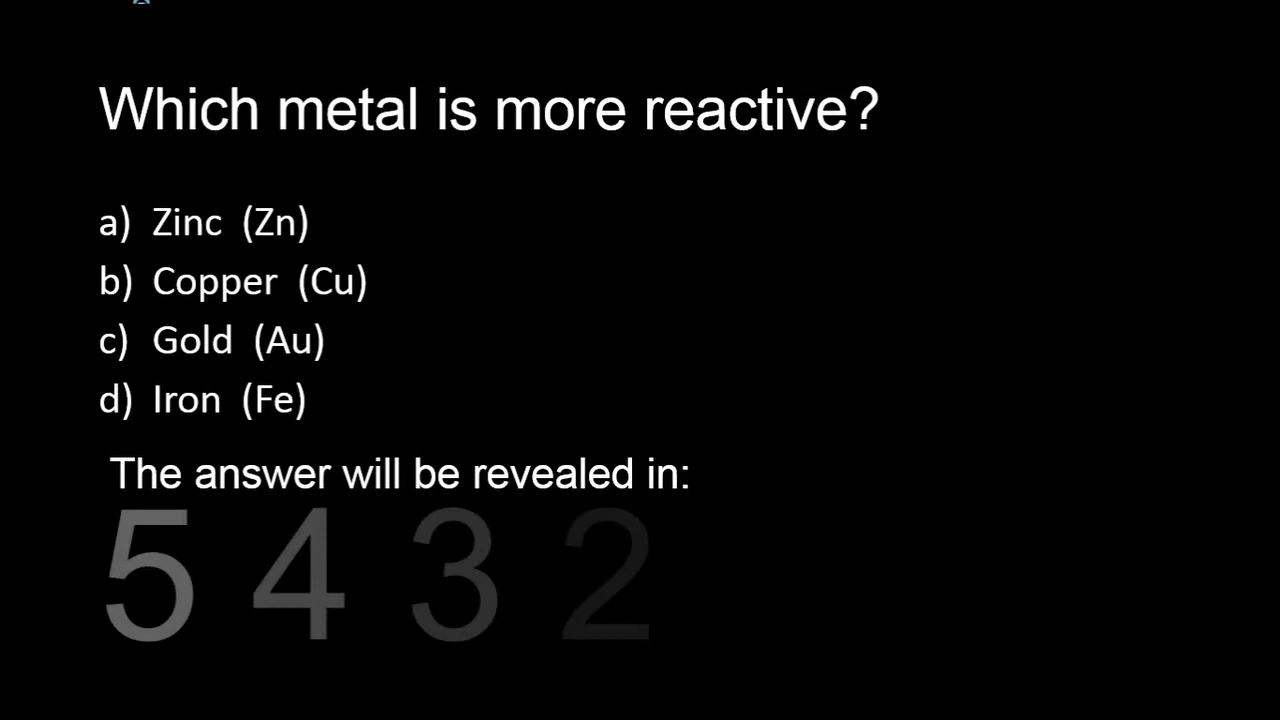 Which metal is more reactive?
a) Zinc (Zn)
b) Copper (Cu)
c) Gold (Au)
d) Iron (Fe)
The answer will be revealed in:
5 4 3 2